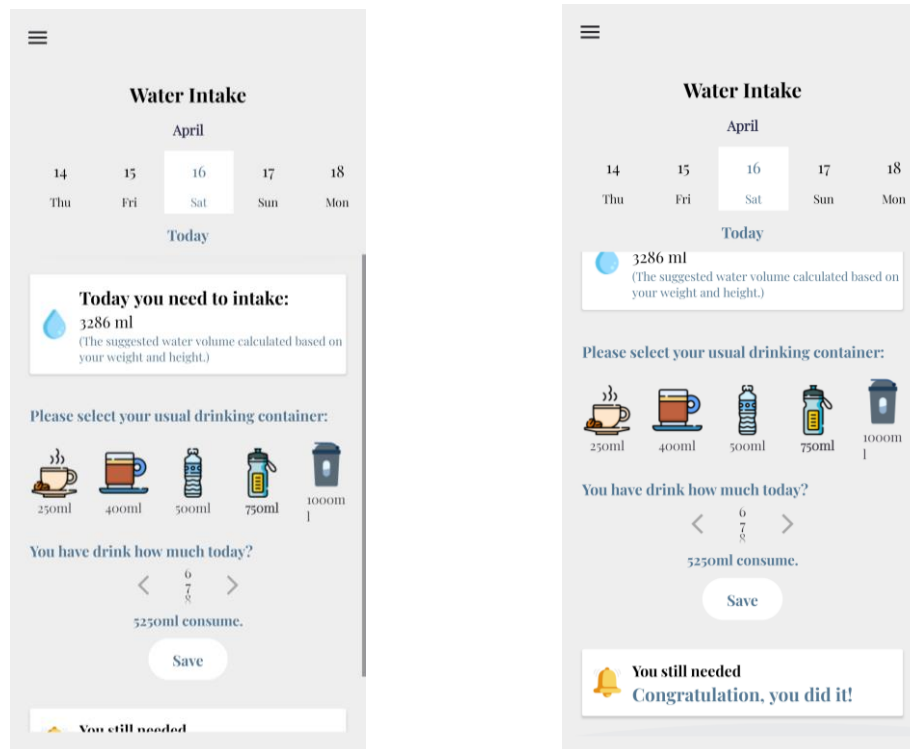 Water Intake
April
14 15 16 17 18
Thu Fri Sat Sun Mon
Today
Today you need to intake:
3286 ml
(The suggested water volume calculated based on
your weight and height.)
Please select your usual drinking container:
250ml 400ml 500ml 750ml 1000m
l
You have drink how much today?
6
7
8
5250ml consume.
Save
You still needed
Water Intake
April
14 15 16 17 18
Thu Fri Sat Sun Mon
Today
3286 ml
(The suggested water volume calculated based on
your weight and height.)
Please select your usual drinking container:
250ml 400ml 500ml 750ml 1000m
l
You have drink how much today?
6
7
8
5250ml consume.
Save
You still needed
Congratulation, you did it!